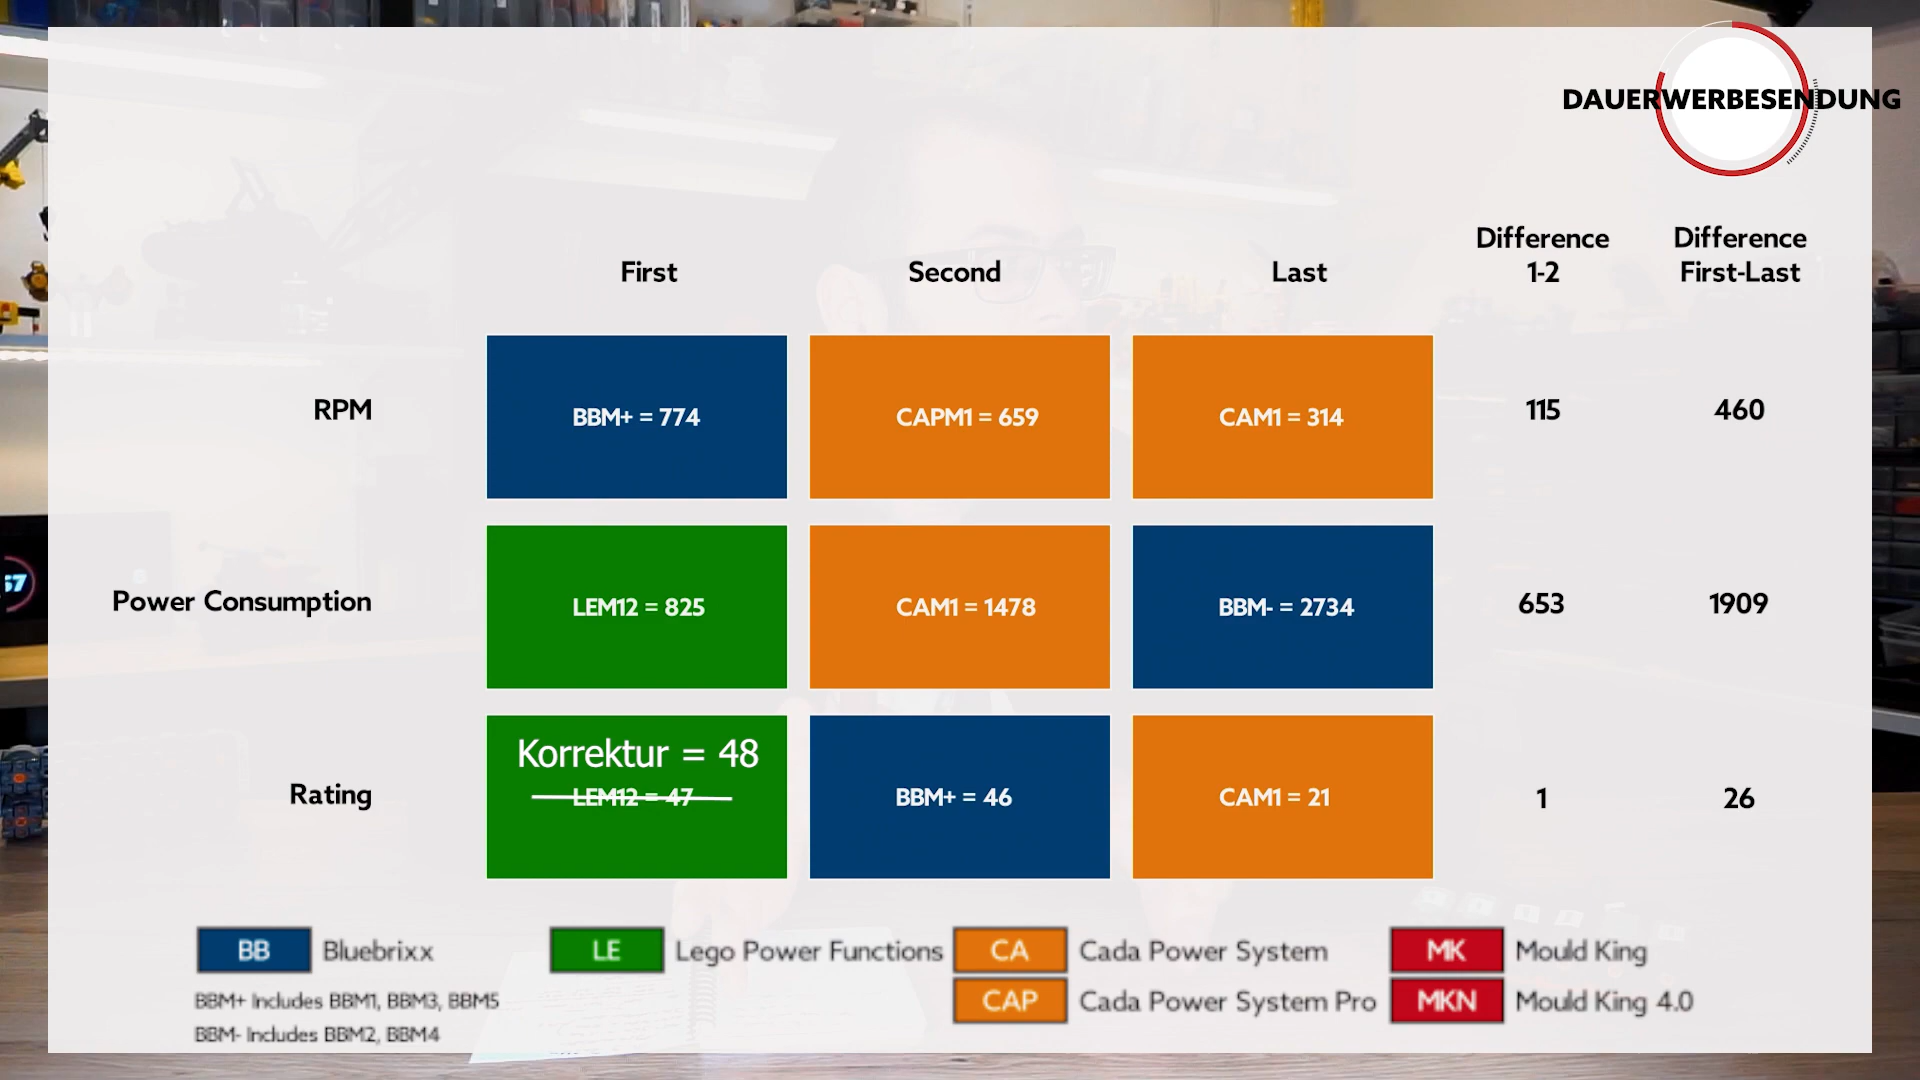 DAUERWERBESENDUNG
First Second Last Difference 1-2 Difference First-Last
RPM BBM+ = 774 CAPM1 = 659 CAM1 = 314 115 460
Power Consumption LEM12 = 825 CAM1 = 1478 BBM- = 2734 653 1909
Korrektur = 48
Rating LEM12 = 47 BBM+ = 46 CAM1 = 21 1 26
BB Bluebrixx LE Lego Power Functions CA Cada Power System MK Mould King
BBM+ Includes BBM1, BBM3, BBM5 CAP Cada Power System Pro MKN Mould King 4.0
BBM- Includes BBM2, BBM4
57